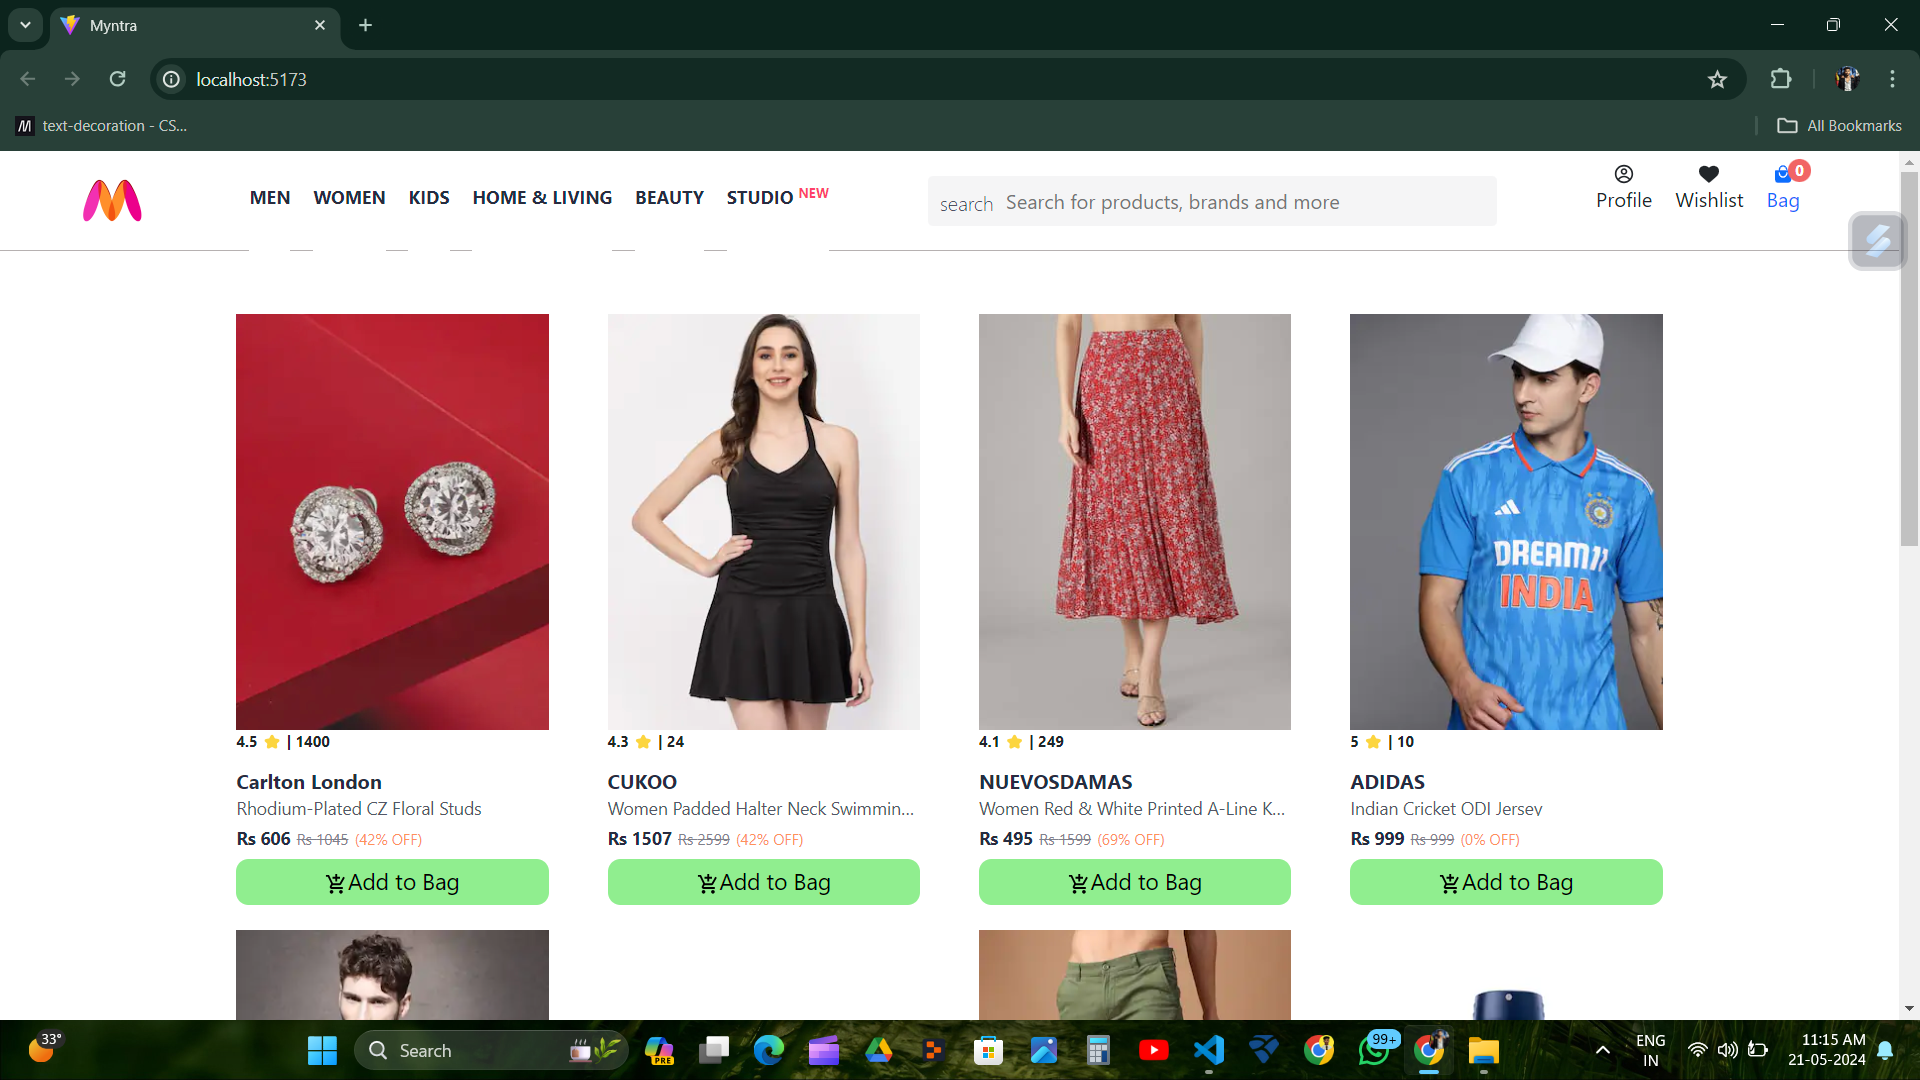 Myntra
localhost:5173
text-decoration - CS...
All Bookmarks
MEN WOMEN KIDS HOME & LIVING BEAUTY STUDIO NEW
search Search for products, brands and more
Profile Wishlist Bag 0
DREAM11
INDIA
4.5 | 1400
Carlton London
Rhodium-Plated CZ Floral Studs
Rs 606 Rs 1045 (42% OFF)
Add to Bag
4.3 | 24
CUKOO
Women Padded Halter Neck Swimmin...
Rs 1507 Rs 2599 (42% OFF)
Add to Bag
4.1 | 249
NUEVOSDAMAS
Women Red & White Printed A-Line K...
Rs 495 Rs 1599 (69% OFF)
Add to Bag
5 | 10
ADIDAS
Indian Cricket ODI Jersey
Rs 999 Rs 999 (0% OFF)
Add to Bag
33°
Search
PRE
99+
ENG
IN
11:15 AM
21-05-2024